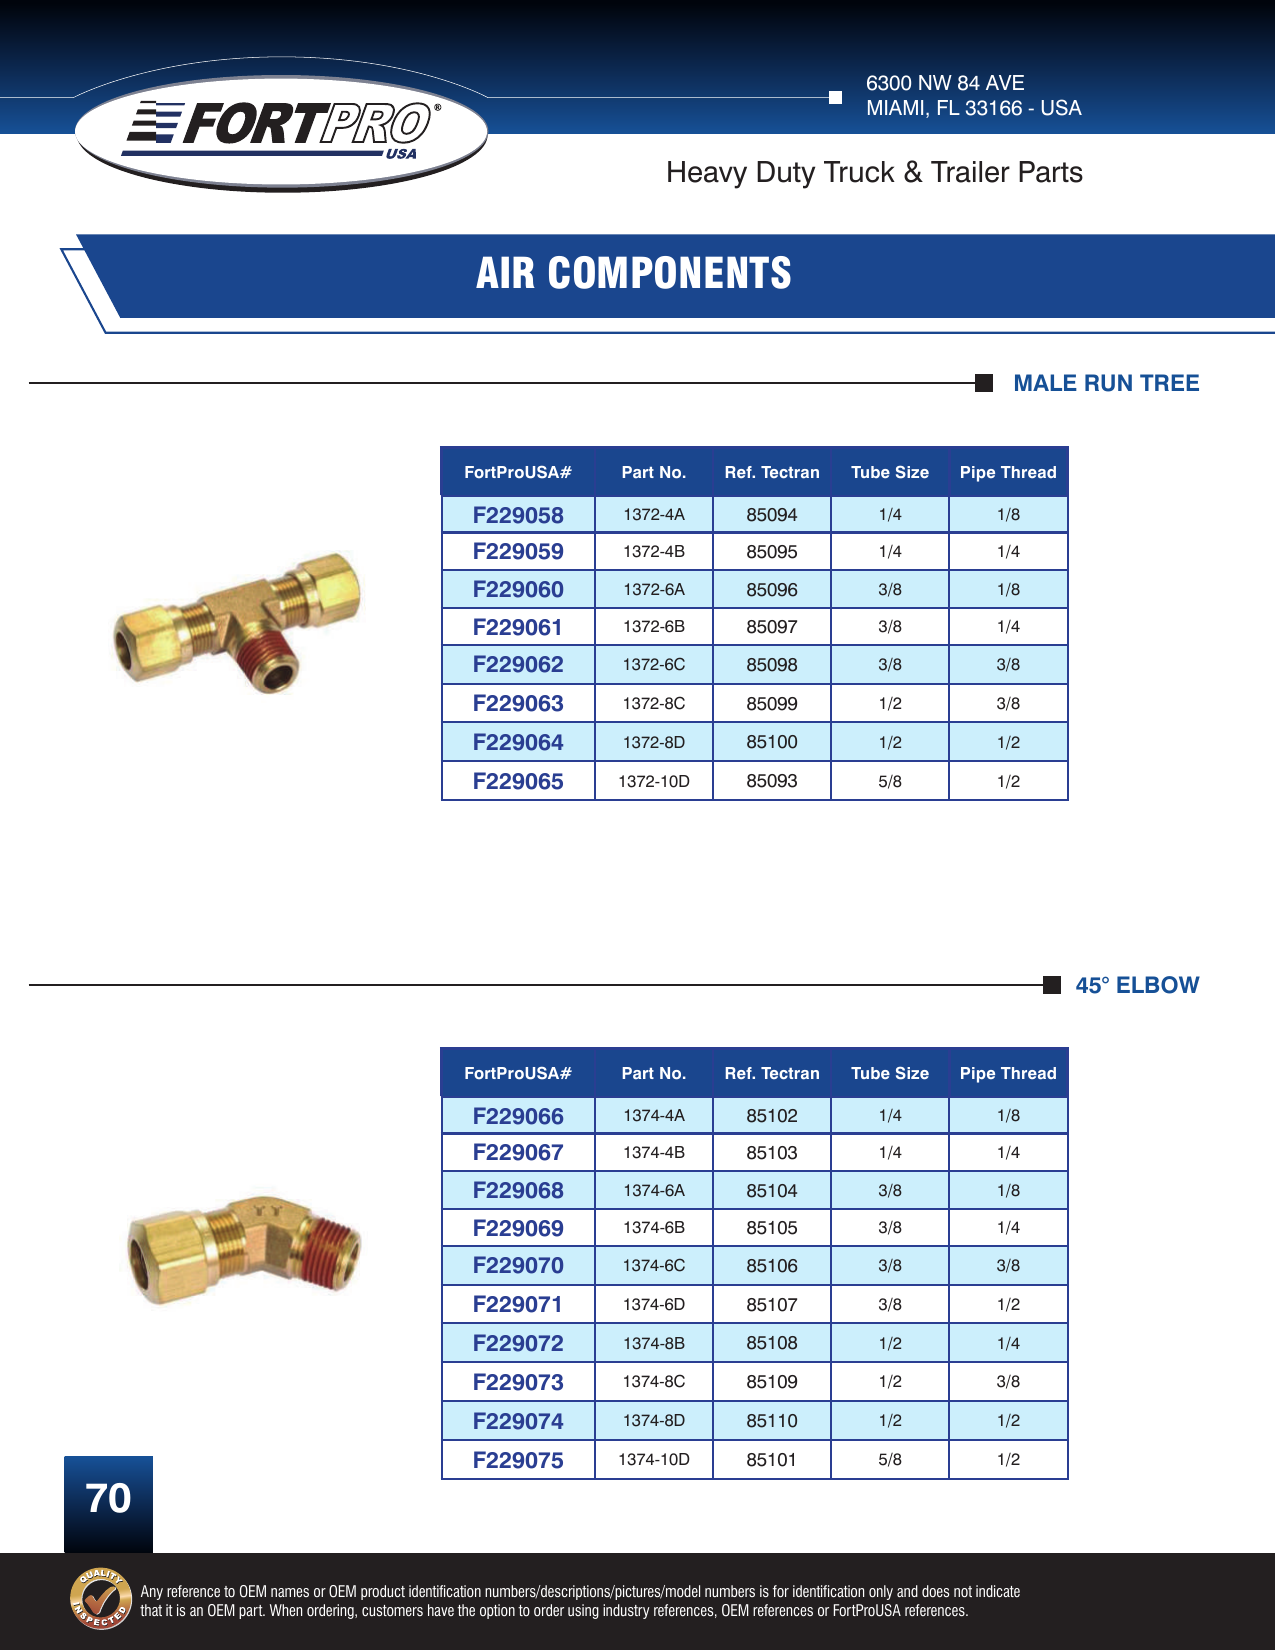 6300 NW 84 AVE
MIAMI, FL 33166 - USA
FORTPRO®
USA
Heavy Duty Truck & Trailer Parts
AIR COMPONENTS
MALE RUN TREE
FortProUSA# Part No. Ref. Tectran Tube Size Pipe Thread
F229058 1372-4A 85094 1/4 1/8
F229059 1372-4B 85095 1/4 1/4
F229060 1372-6A 85096 3/8 1/8
F229061 1372-6B 85097 3/8 1/4
F229062 1372-6C 85098 3/8 3/8
F229063 1372-8C 85099 1/2 3/8
F229064 1372-8D 85100 1/2 1/2
F229065 1372-10D 85093 5/8 1/2
45° ELBOW
FortProUSA# Part No. Ref. Tectran Tube Size Pipe Thread
F229066 1374-4A 85102 1/4 1/8
F229067 1374-4B 85103 1/4 1/4
F229068 1374-6A 85104 3/8 1/8
F229069 1374-6B 85105 3/8 1/4
F229070 1374-6C 85106 3/8 3/8
F229071 1374-6D 85107 3/8 1/2
F229072 1374-8B 85108 1/2 1/4
F229073 1374-8C 85109 1/2 3/8
F229074 1374-8D 85110 1/2 1/2
F229075 1374-10D 85101 5/8 1/2
70
QUALITY
INSPECTED
Any reference to OEM names or OEM product identification numbers/descriptions/pictures/model numbers is for identification only and does not indicate
that it is an OEM part. When ordering, customers have the option to order using industry references, OEM references or FortProUSA references.